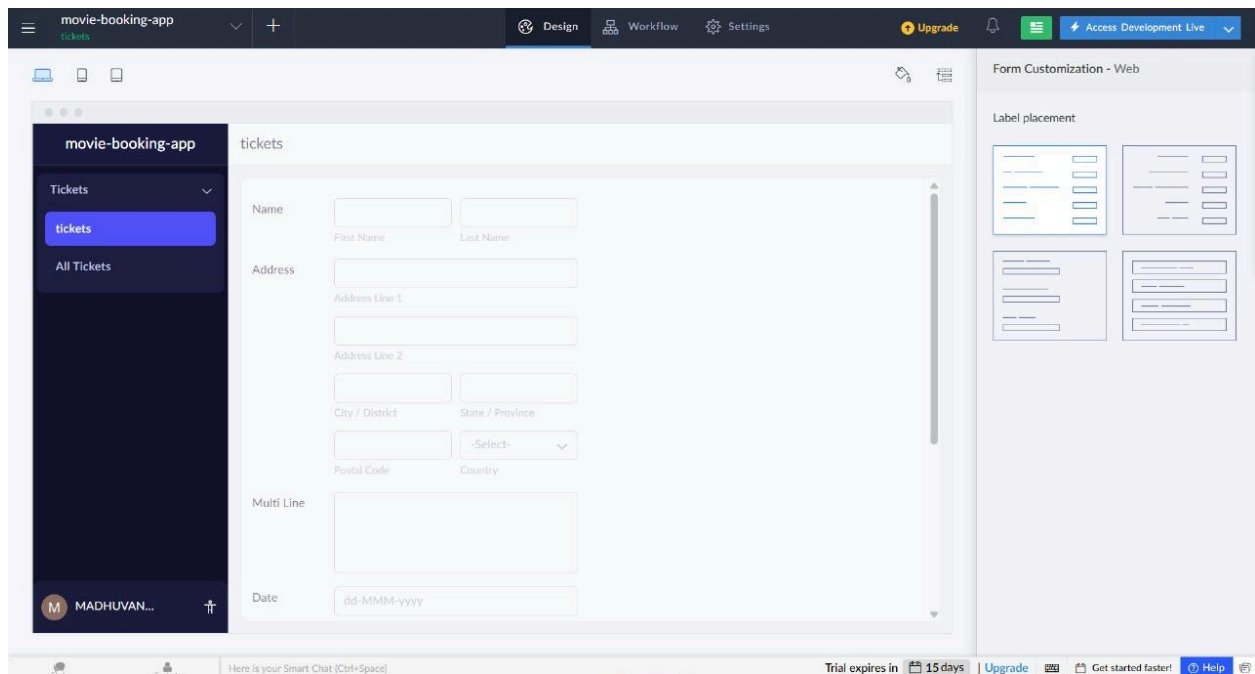 movie-booking-app
tickets
Design
Workflow
Settings
Upgrade
Access Development Live
Form Customization - Web
Label placement
movie-booking-app
tickets
Tickets
tickets
All Tickets
Name
First Name
Last Name
Address
Address Line 1
Address Line 2
City / District
State / Province
-Select-
Postal Code
Country
Multi Line
Date
dd-MMM-yyyy
M
MADHUVAN...
Here is your Smart Chat (Ctrl+Space)
Trial expires in 15 days | Upgrade
Get started faster!
Help